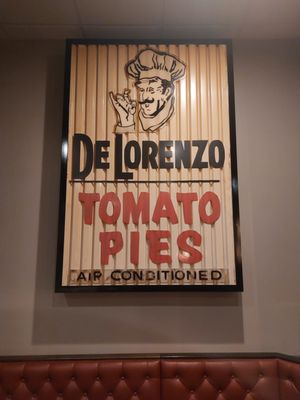 DE LORENZO
TOMATO
PIES
AIR CONDITIONED